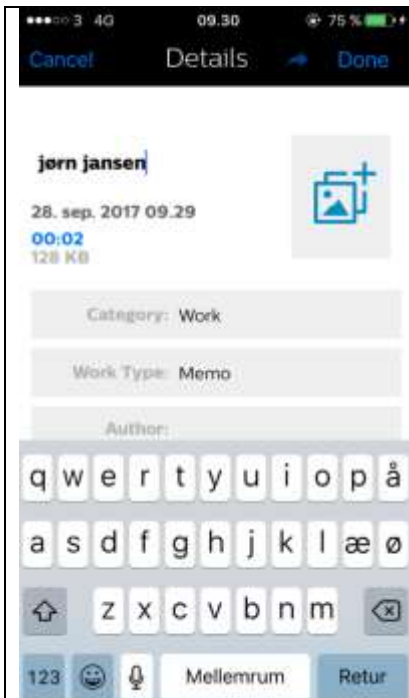 3 4G 09.30 75 %
Cancel Details Done
jørn jansen
28. sep. 2017 09.29
00:02
128 KB
Category: Work
Work Type: Memo
Author:
q w e r t y u i o p å
a s d f g h j k l æ ø
z x c v b n m
123 Mellemrum Retur